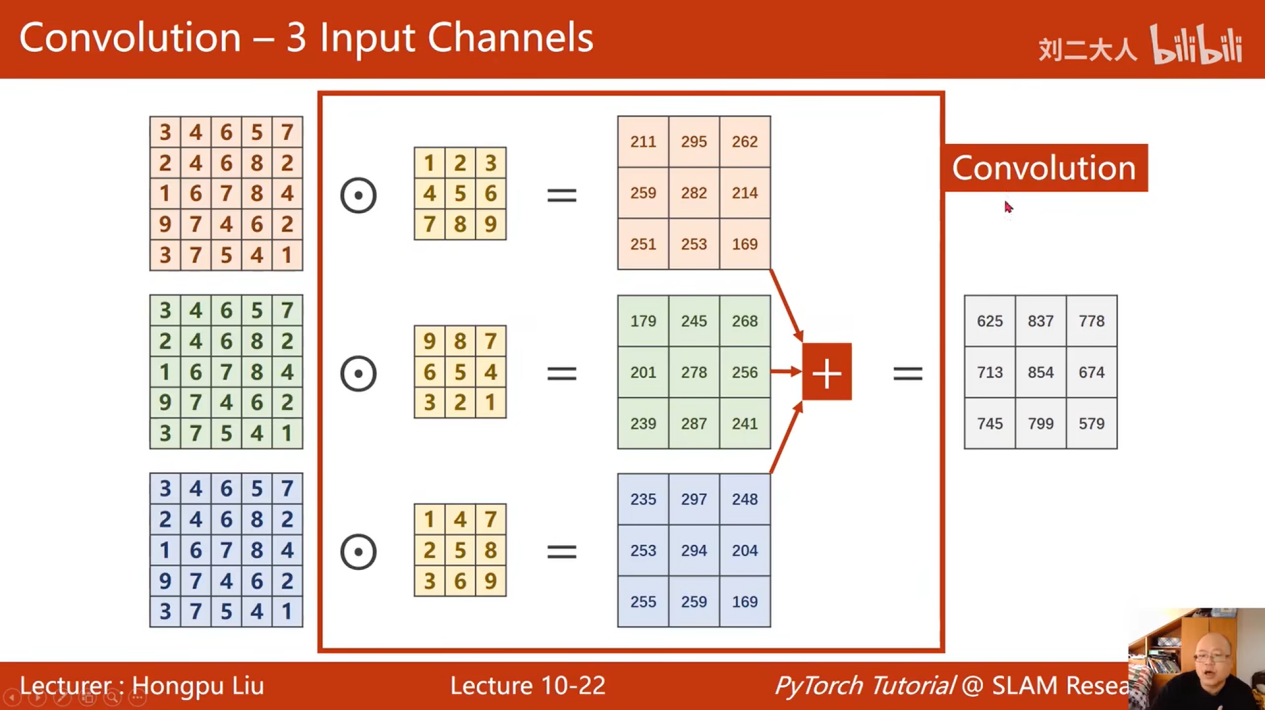 Convolution – 3 Input Channels
刘二大人 bilibili
3 4 6 5 7
2 4 6 8 2
1 6 7 8 4
9 7 4 6 2
3 7 5 4 1
⊙
1 2 3
4 5 6
7 8 9
=
211 295 262
259 282 214
251 253 169
Convolution
3 4 6 5 7
2 4 6 8 2
1 6 7 8 4
9 7 4 6 2
3 7 5 4 1
⊙
9 8 7
6 5 4
3 2 1
=
179 245 268
201 278 256
239 287 241
+
=
625 837 778
713 854 674
745 799 579
3 4 6 5 7
2 4 6 8 2
1 6 7 8 4
9 7 4 6 2
3 7 5 4 1
⊙
1 4 7
2 5 8
3 6 9
=
235 297 248
253 294 204
255 259 169
Lecturer : Hongpu Liu
Lecture 10-22
PyTorch Tutorial @ SLAM Resea